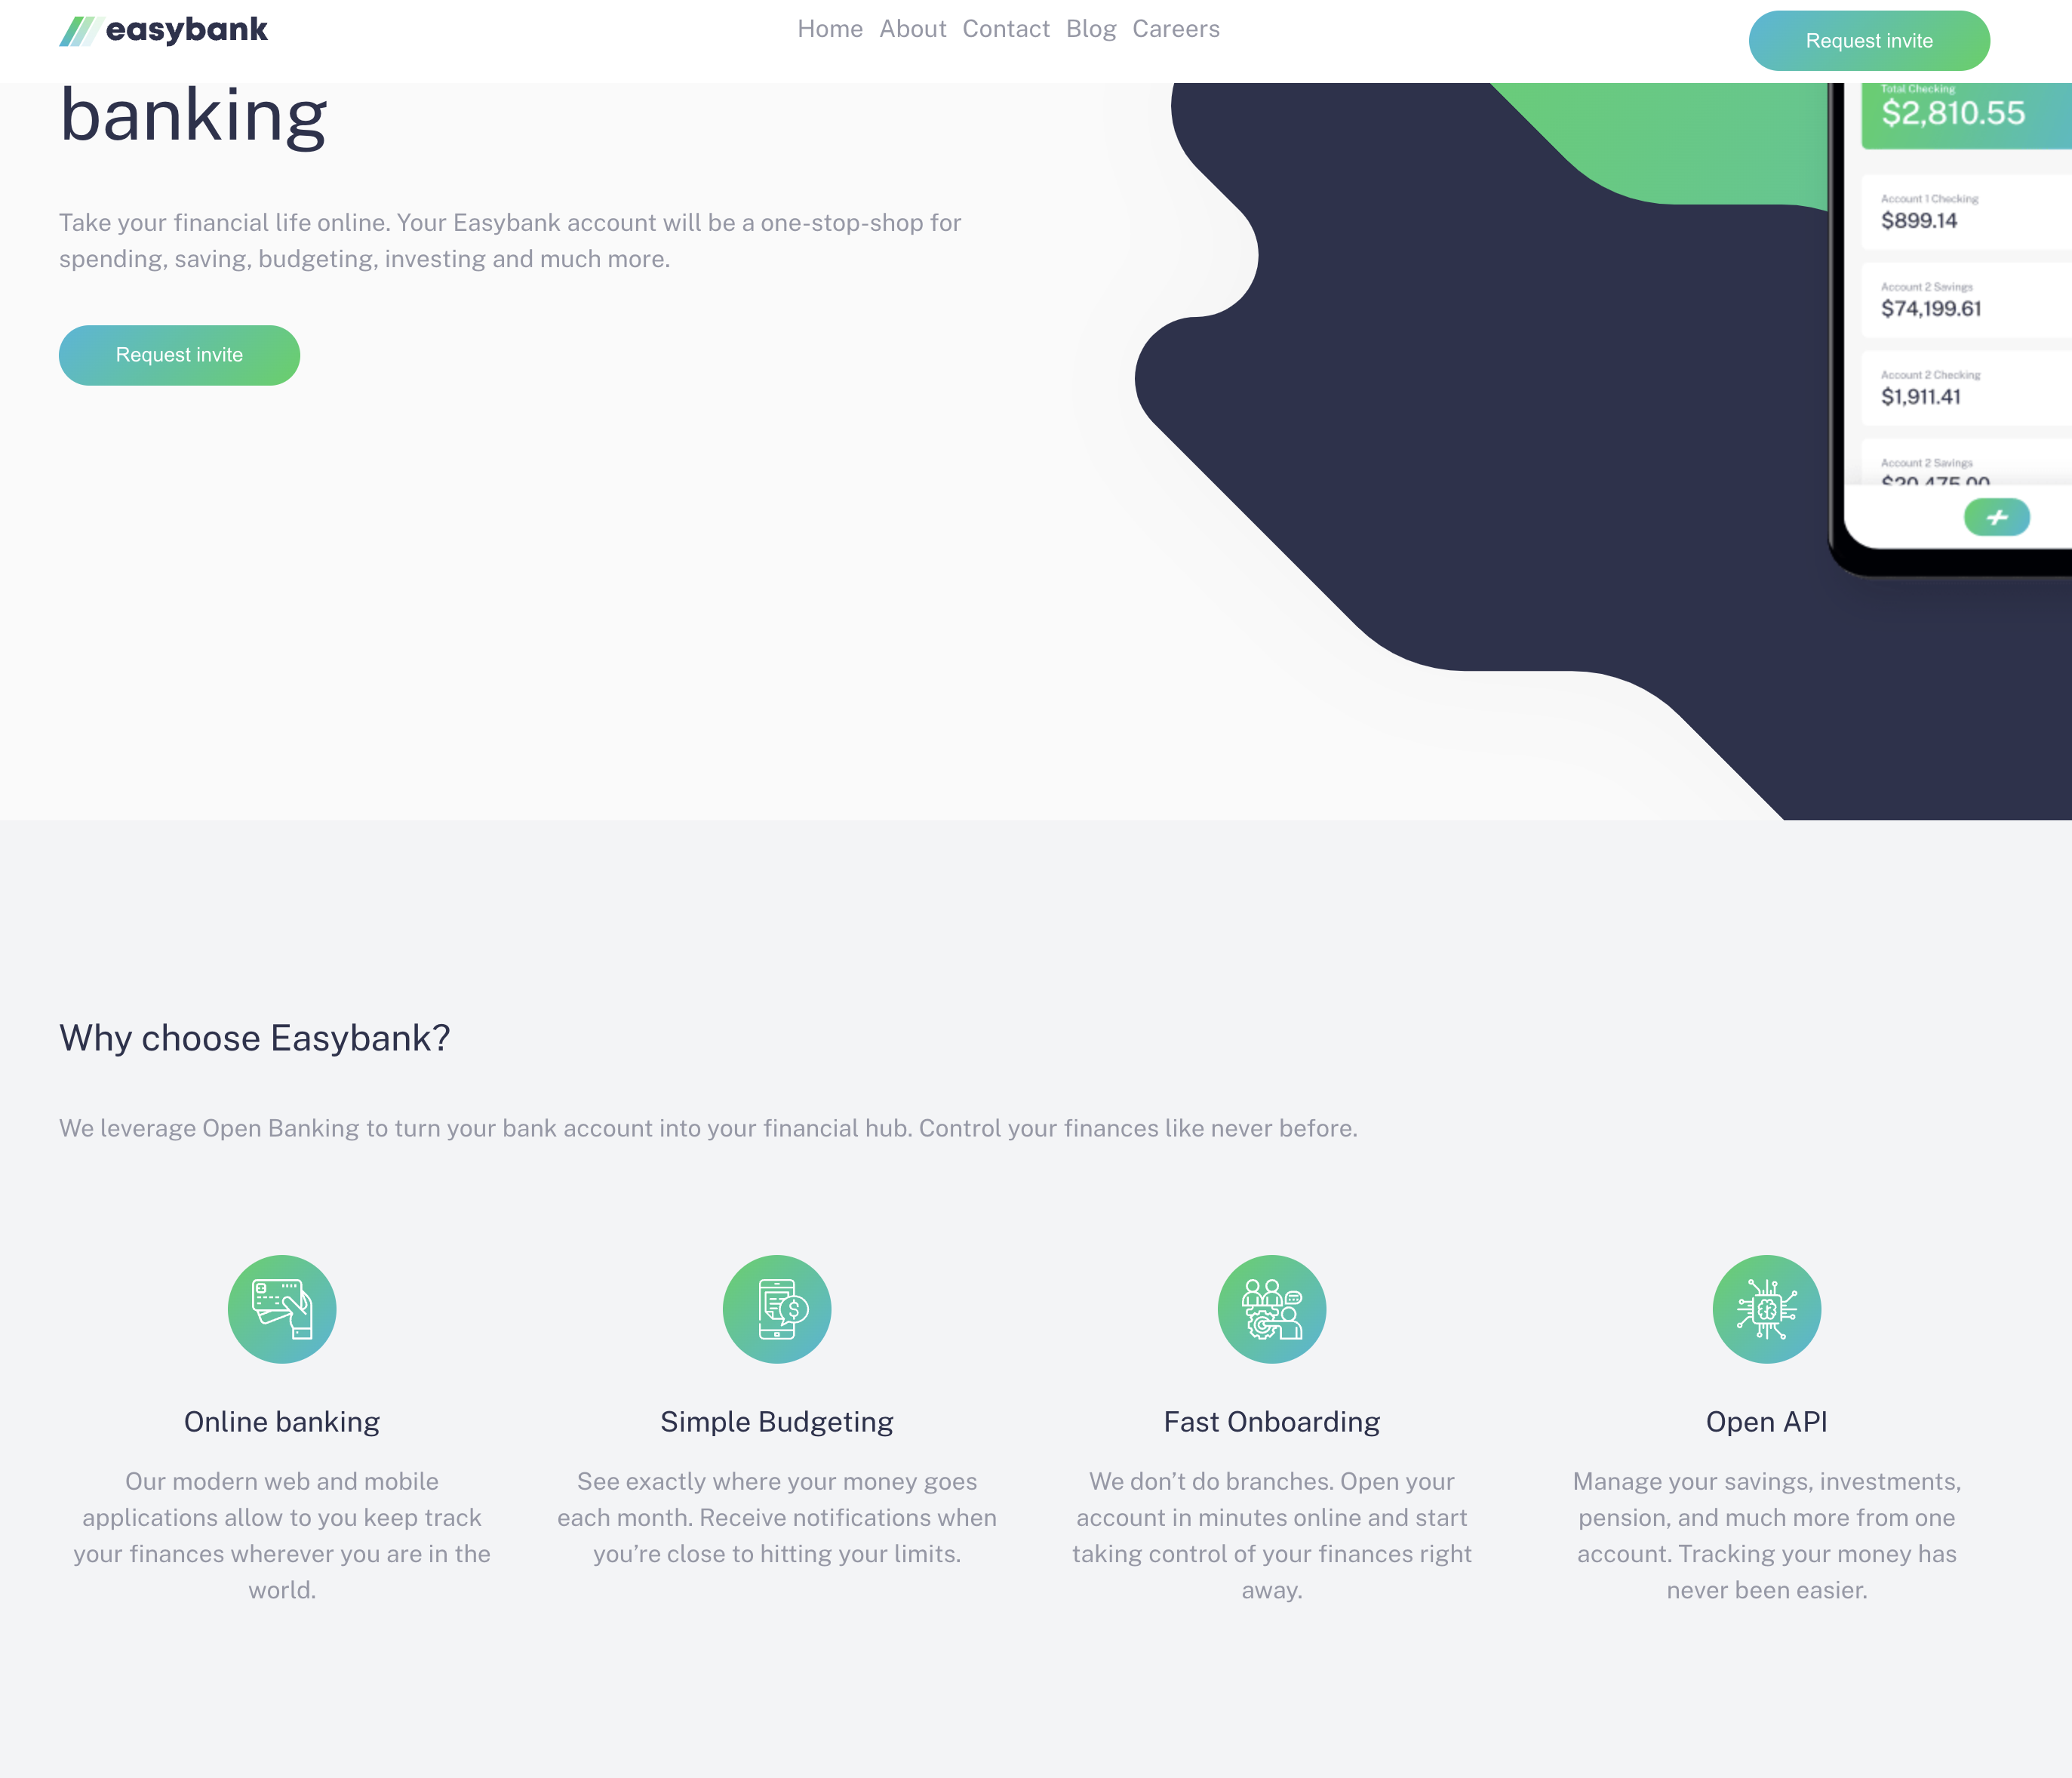 easybank
Home About Contact Blog Careers
Request invite
banking
Take your financial life online. Your Easybank account will be a one-stop-shop for
spending, saving, budgeting, investing and much more.
Request invite
Total Checking
$2,810.55
Account 1 Checking
$899.14
Account 2 Savings
$74,199.61
Account 2 Checking
$1,911.41
Account 2 Savings
$20,475.00
Why choose Easybank?
We leverage Open Banking to turn your bank account into your financial hub. Control your finances like never before.
Online banking
Our modern web and mobile
applications allow to you keep track
your finances wherever you are in the
world.
Simple Budgeting
See exactly where your money goes
each month. Receive notifications when
you’re close to hitting your limits.
Fast Onboarding
We don’t do branches. Open your
account in minutes online and start
taking control of your finances right
away.
Open API
Manage your savings, investments,
pension, and much more from one
account. Tracking your money has
never been easier.